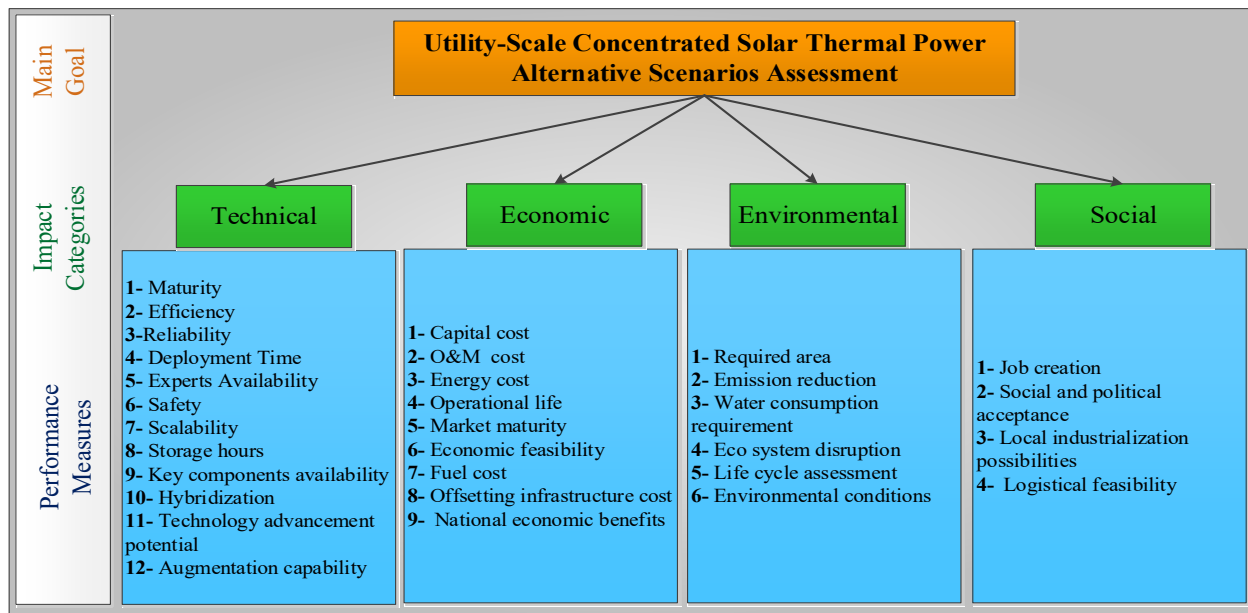 Main
Goal
Utility-Scale Concentrated Solar Thermal Power
Alternative Scenarios Assessment
Impact
Categories
Technical
Economic
Environmental
Social
Performance
Measures
1- Maturity
2- Efficiency
3-Reliability
4- Deployment Time
5- Experts Availability
6- Safety
7- Scalability
8- Storage hours
9- Key components availability
10- Hybridization
11- Technology advancement
potential
12- Augmentation capability
1- Capital cost
2- O&M cost
3- Energy cost
4- Operational life
5- Market maturity
6- Economic feasibility
7- Fuel cost
8- Offsetting infrastructure cost
9- National economic benefits
1- Required area
2- Emission reduction
3- Water consumption
requirement
4- Eco system disruption
5- Life cycle assessment
6- Environmental conditions
1- Job creation
2- Social and political
acceptance
3- Local industrialization
possibilities
4- Logistical feasibility